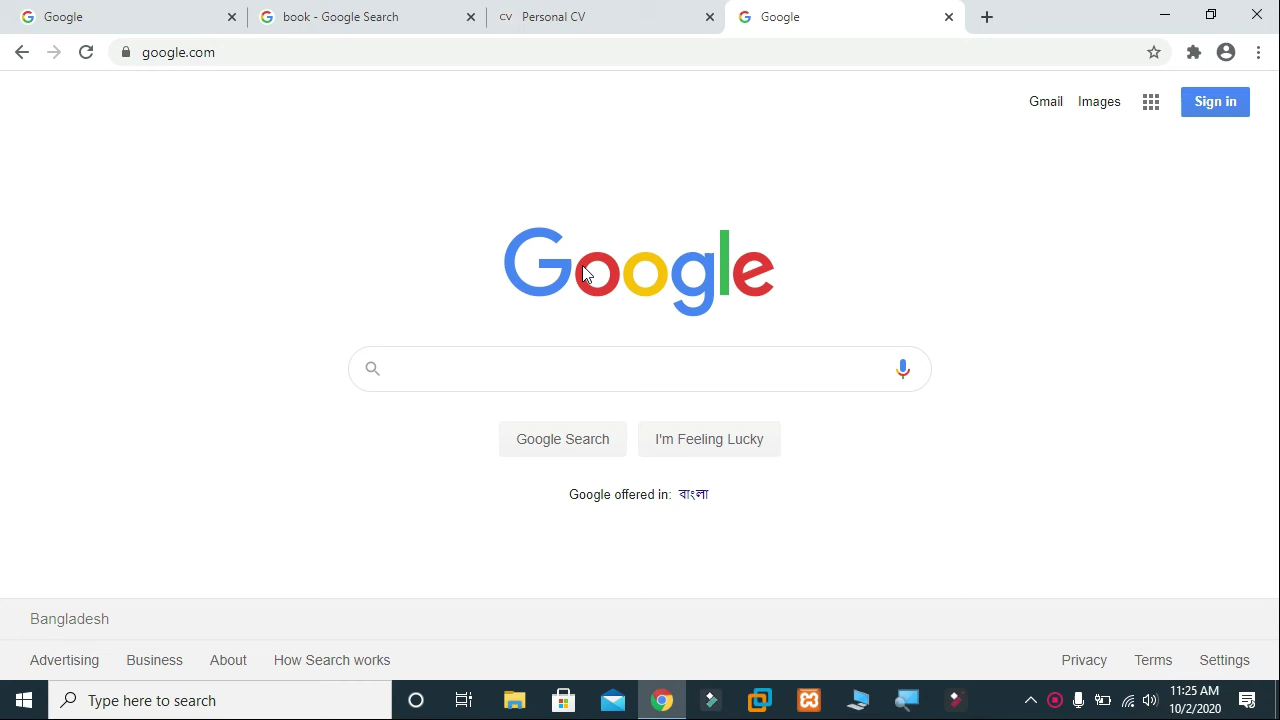 Google
book - Google Search
CV Personal CV
Google
google.com
Gmail Images
Sign in
Google
Google Search
I'm Feeling Lucky
Google offered in: বাংলা
Bangladesh
Advertising Business About How Search works
Privacy Terms Settings
Type here to search
11:25 AM
10/2/2020